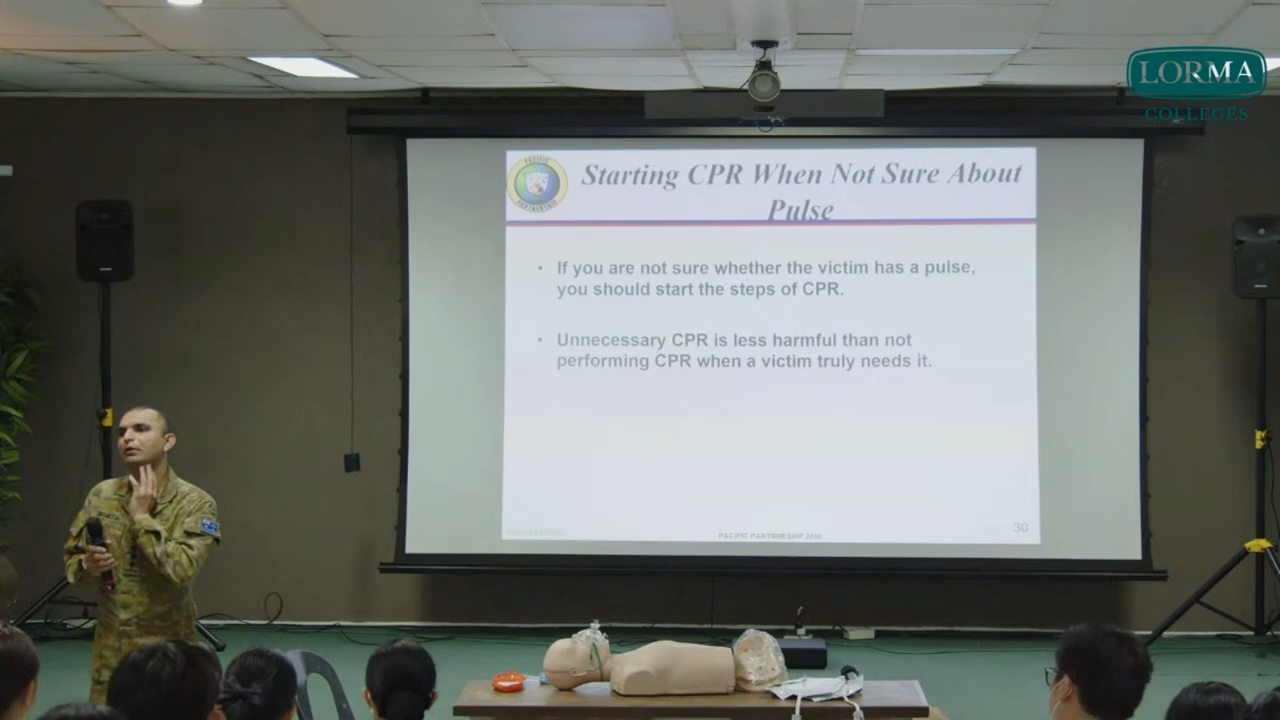 LORMA
COLLEGES
PACIFIC
PARTNERSHIP
Starting CPR When Not Sure About
Pulse
• If you are not sure whether the victim has a pulse,
you should start the steps of CPR.
• Unnecessary CPR is less harmful than not
performing CPR when a victim truly needs it.
30